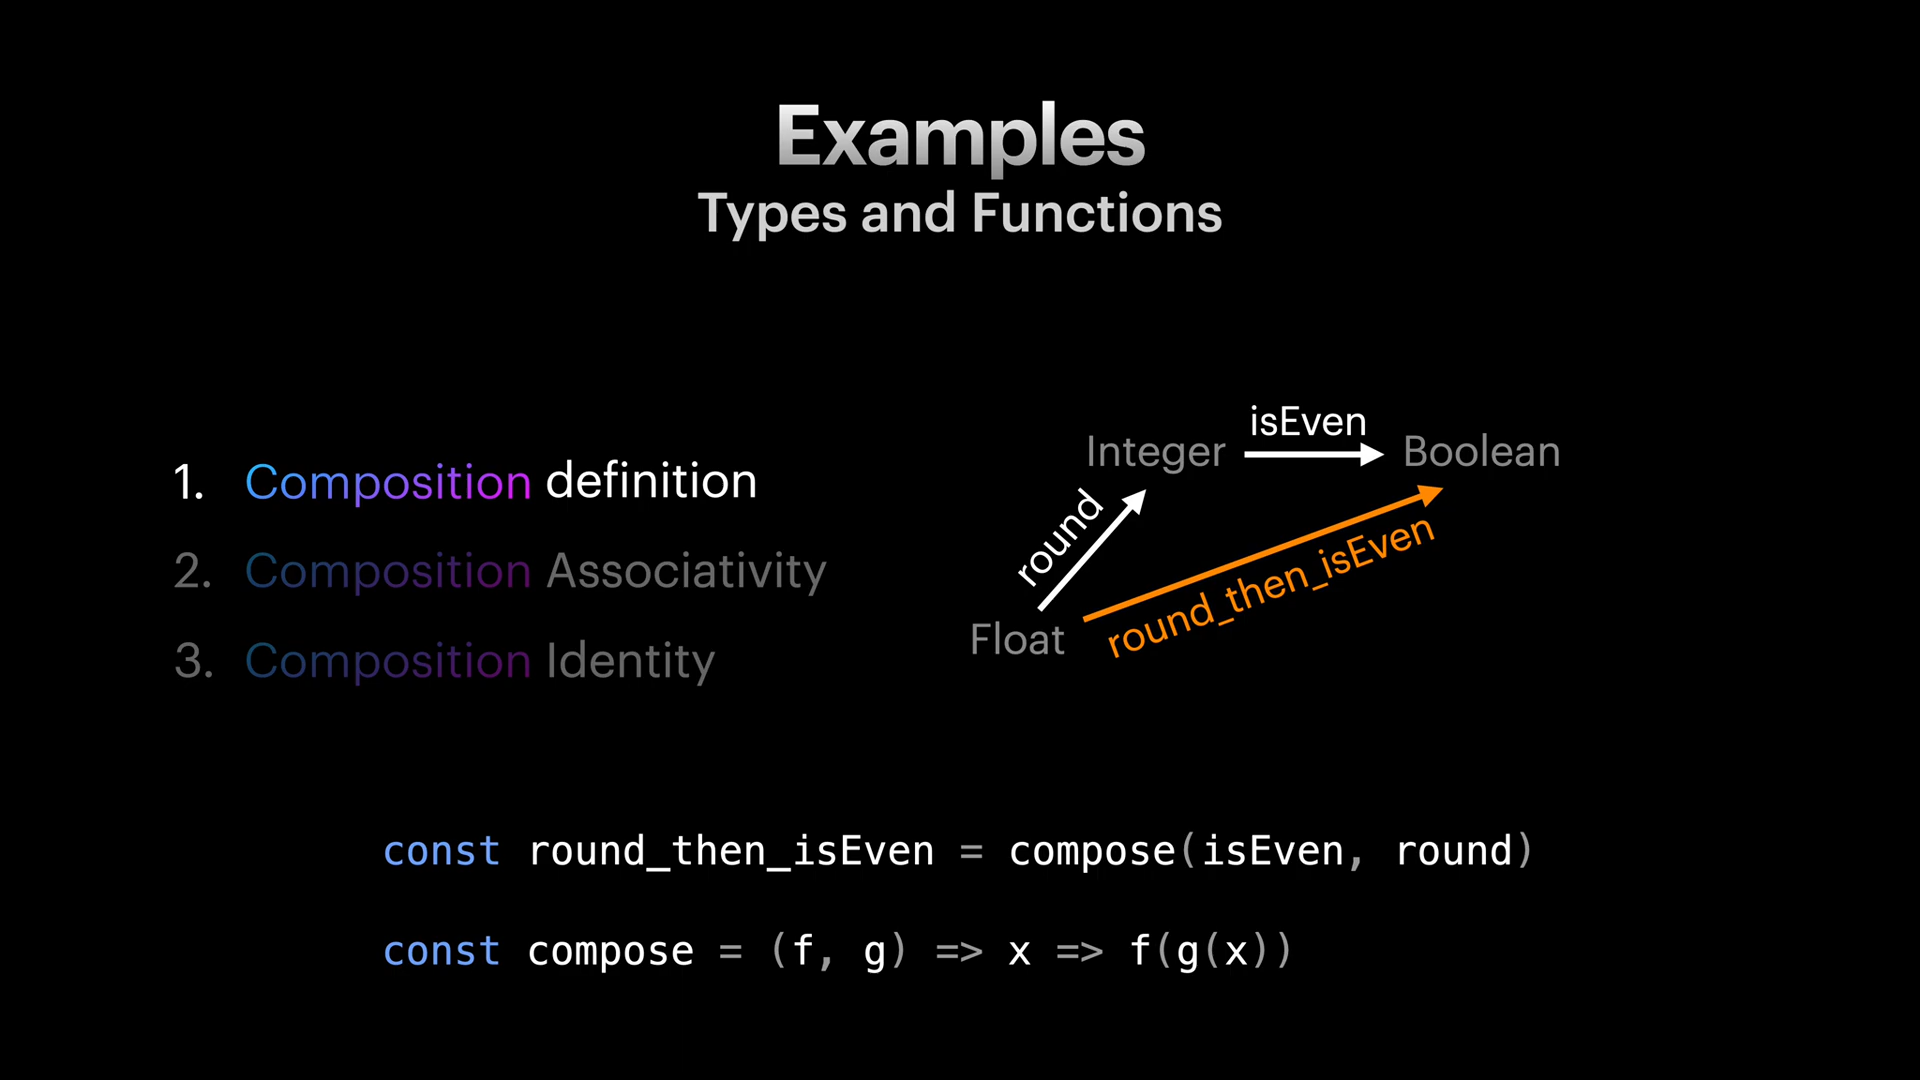 Examples
Types and Functions
1. Composition definition
2. Composition Associativity
3. Composition Identity
isEven
Integer
Boolean
round
round_then_isEven
Float
const round_then_isEven = compose(isEven, round)
const compose = (f, g) => x => f(g(x))